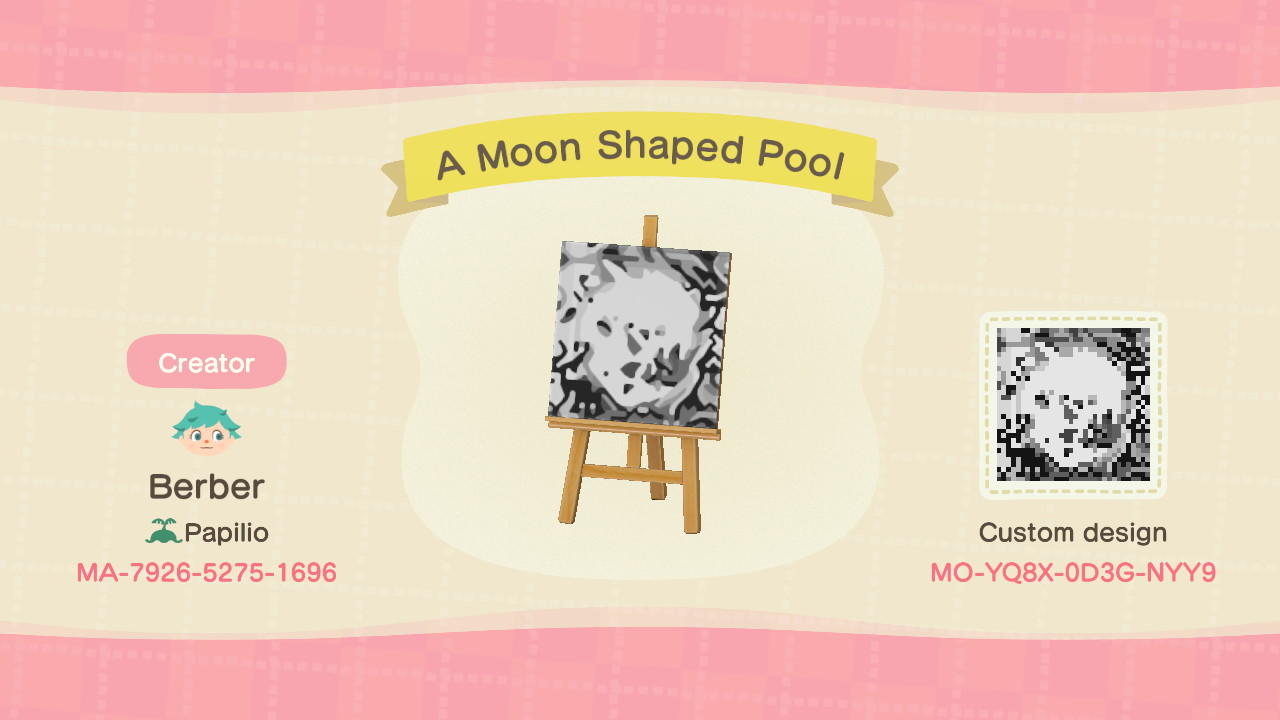 A Moon Shaped Pool
Creator
Berber
Papilio
MA-7926-5275-1696
Custom design
MO-YQ8X-0D3G-NYY9